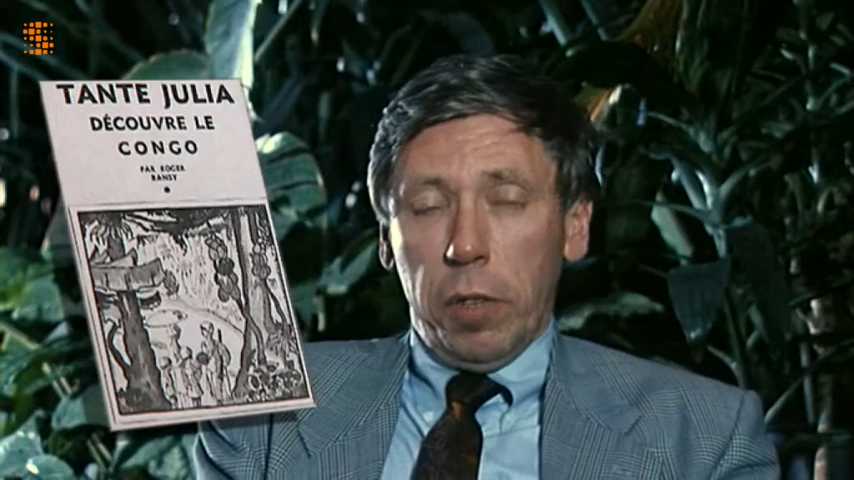 TANTE JULIA
DÉCOUVRE LE
CONGO
PAR ROGER
RANSY